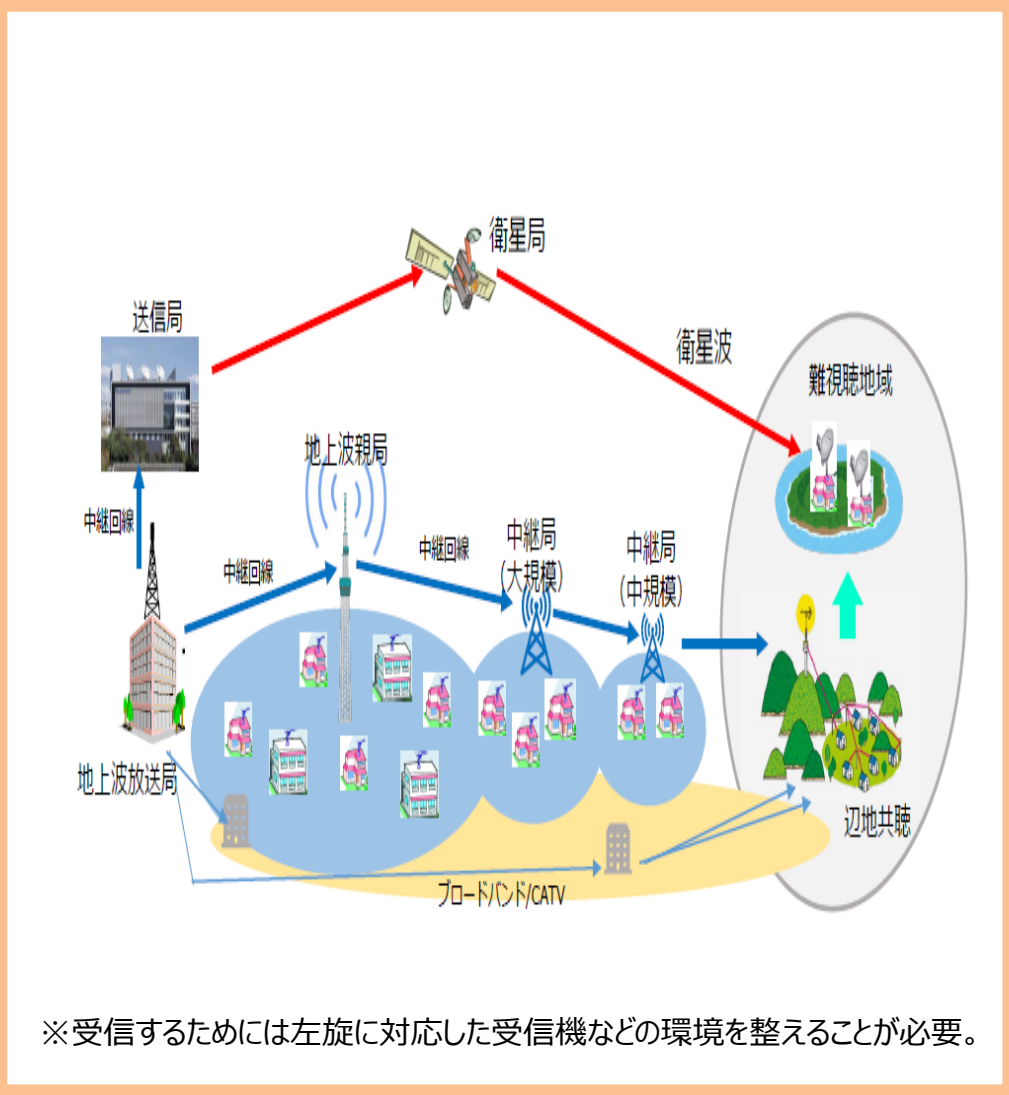 衛星局
送信局
衛星波
難視聴地域
地上波親局
中継回線
中継回線
中継回線
中継局
(大規模)
中継局
(中規模)
地上波放送局
辺地共聴
ブロードバンド/CATV
※受信するためには左旋に対応した受信機などの環境を整えることが必要。